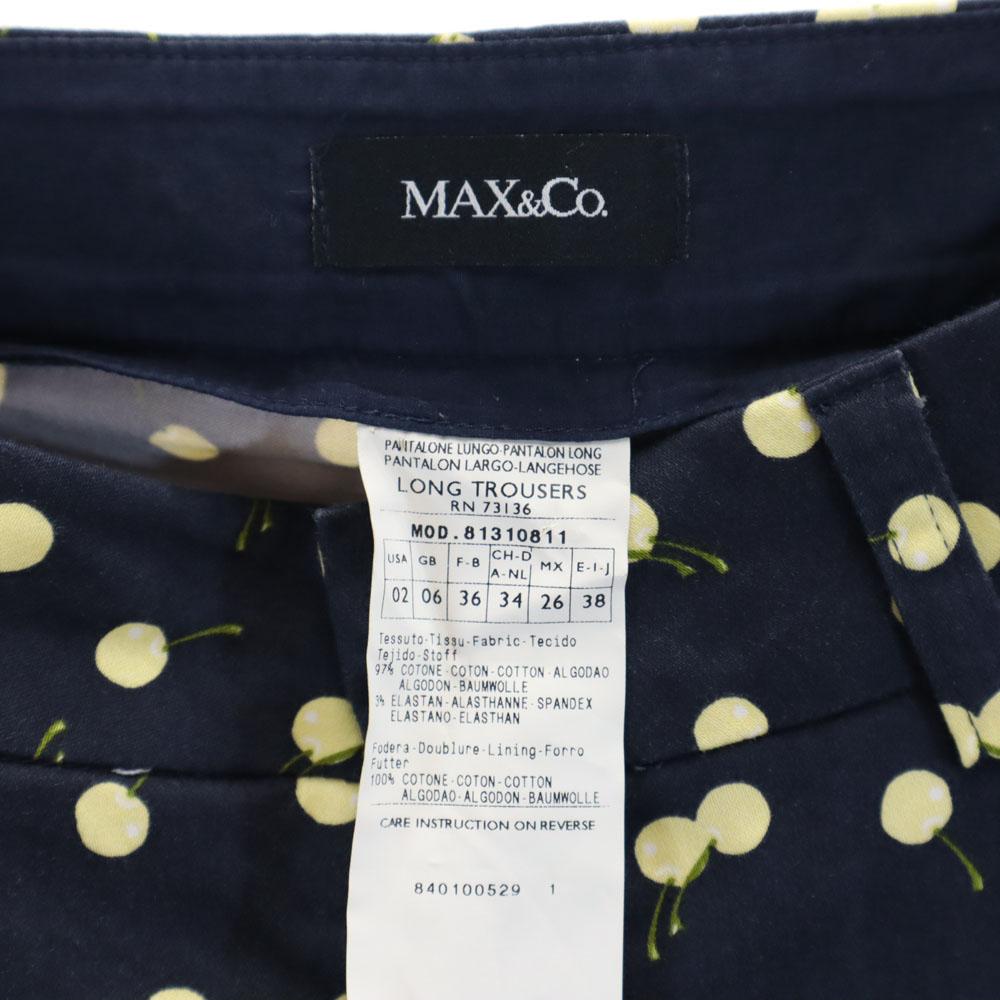 MAX&Co.
PANTALONE LUNGO-PANTALON LONG
PANTALON LARGO-LANGEHOSE
LONG TROUSERS
RN 73136
MOD.81310811
USA GB F-B CH-D A-NL MX E-I-J
02 06 36 34 26 38
Tessuto-Tissu-Fabric-Tecido
Tejido-Stoff
97% COTONE-COTON-COTTON-ALGODAO
ALGODON-BAUMWOLLE
3% ELASTAN-ALASTHANNE-SPANDEX
ELASTANO-ELASTHAN
Fodera-Doublure-Lining-Forro
Futter
100% COTONE-COTON-COTTON
ALGODAO-ALGODON-BAUMWOLLE
CARE INSTRUCTION ON REVERSE
840100529 1